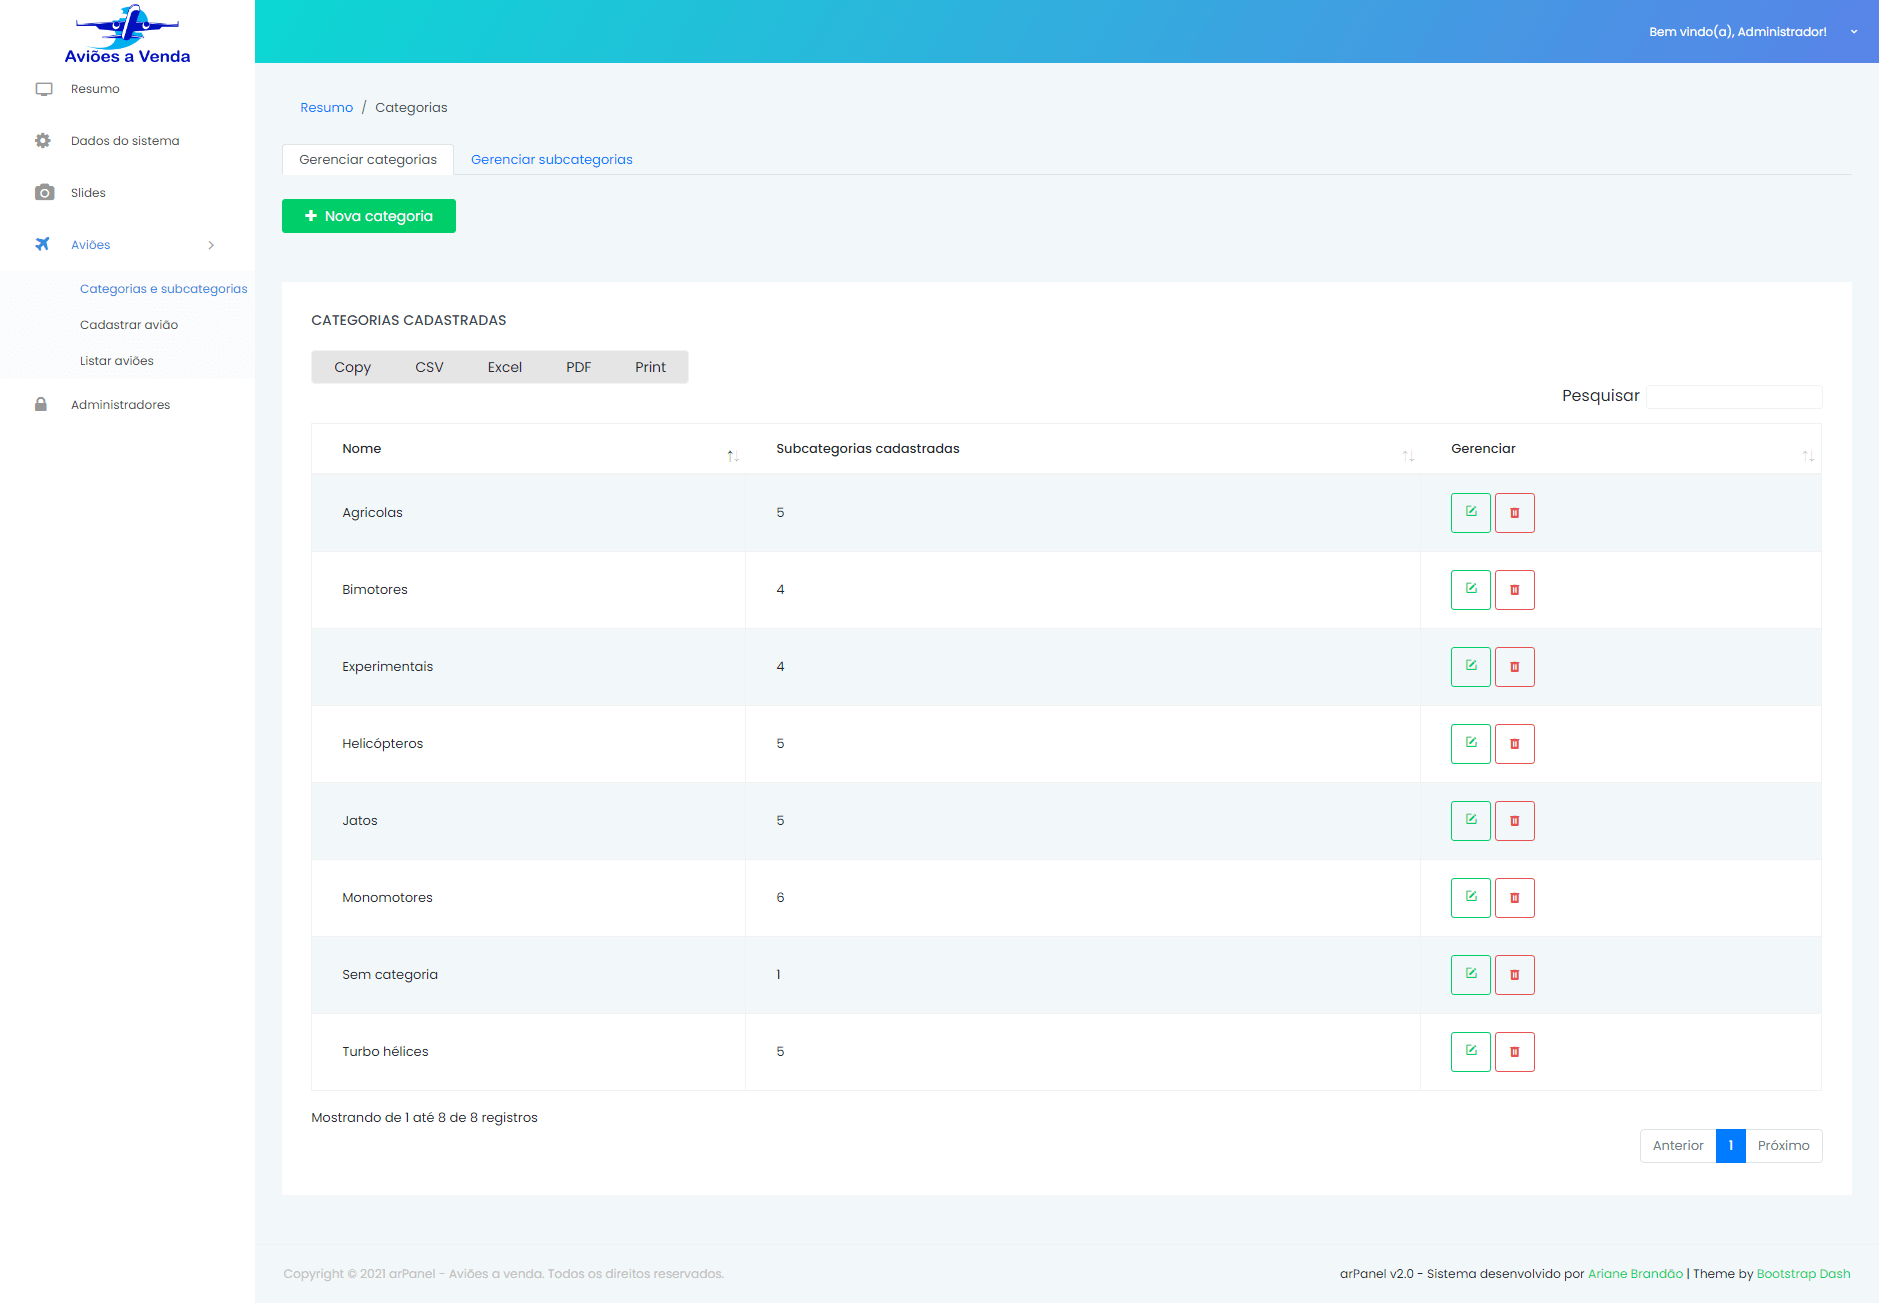 Aviões a Venda
Bem vindo(a), Administrador!
Resumo
Dados do sistema
Slides
Aviões
Categorias e subcategorias
Cadastrar avião
Listar aviões
Administradores
Resumo / Categorias
Gerenciar categorias Gerenciar subcategorias
Nova categoria
CATEGORIAS CADASTRADAS
Copy CSV Excel PDF Print
Pesquisar
Nome Subcategorias cadastradas Gerenciar
Agricolas 5
Bimotores 4
Experimentais 4
Helicópteros 5
Jatos 5
Monomotores 6
Sem categoria 1
Turbo hélices 5
Mostrando de 1 até 8 de 8 registros
Anterior 1 Próximo
Copyright © 2021 arPanel - Aviões a venda. Todos os direitos reservados.
arPanel v2.0 - Sistema desenvolvido por Ariane Brandão | Theme by Bootstrap Dash